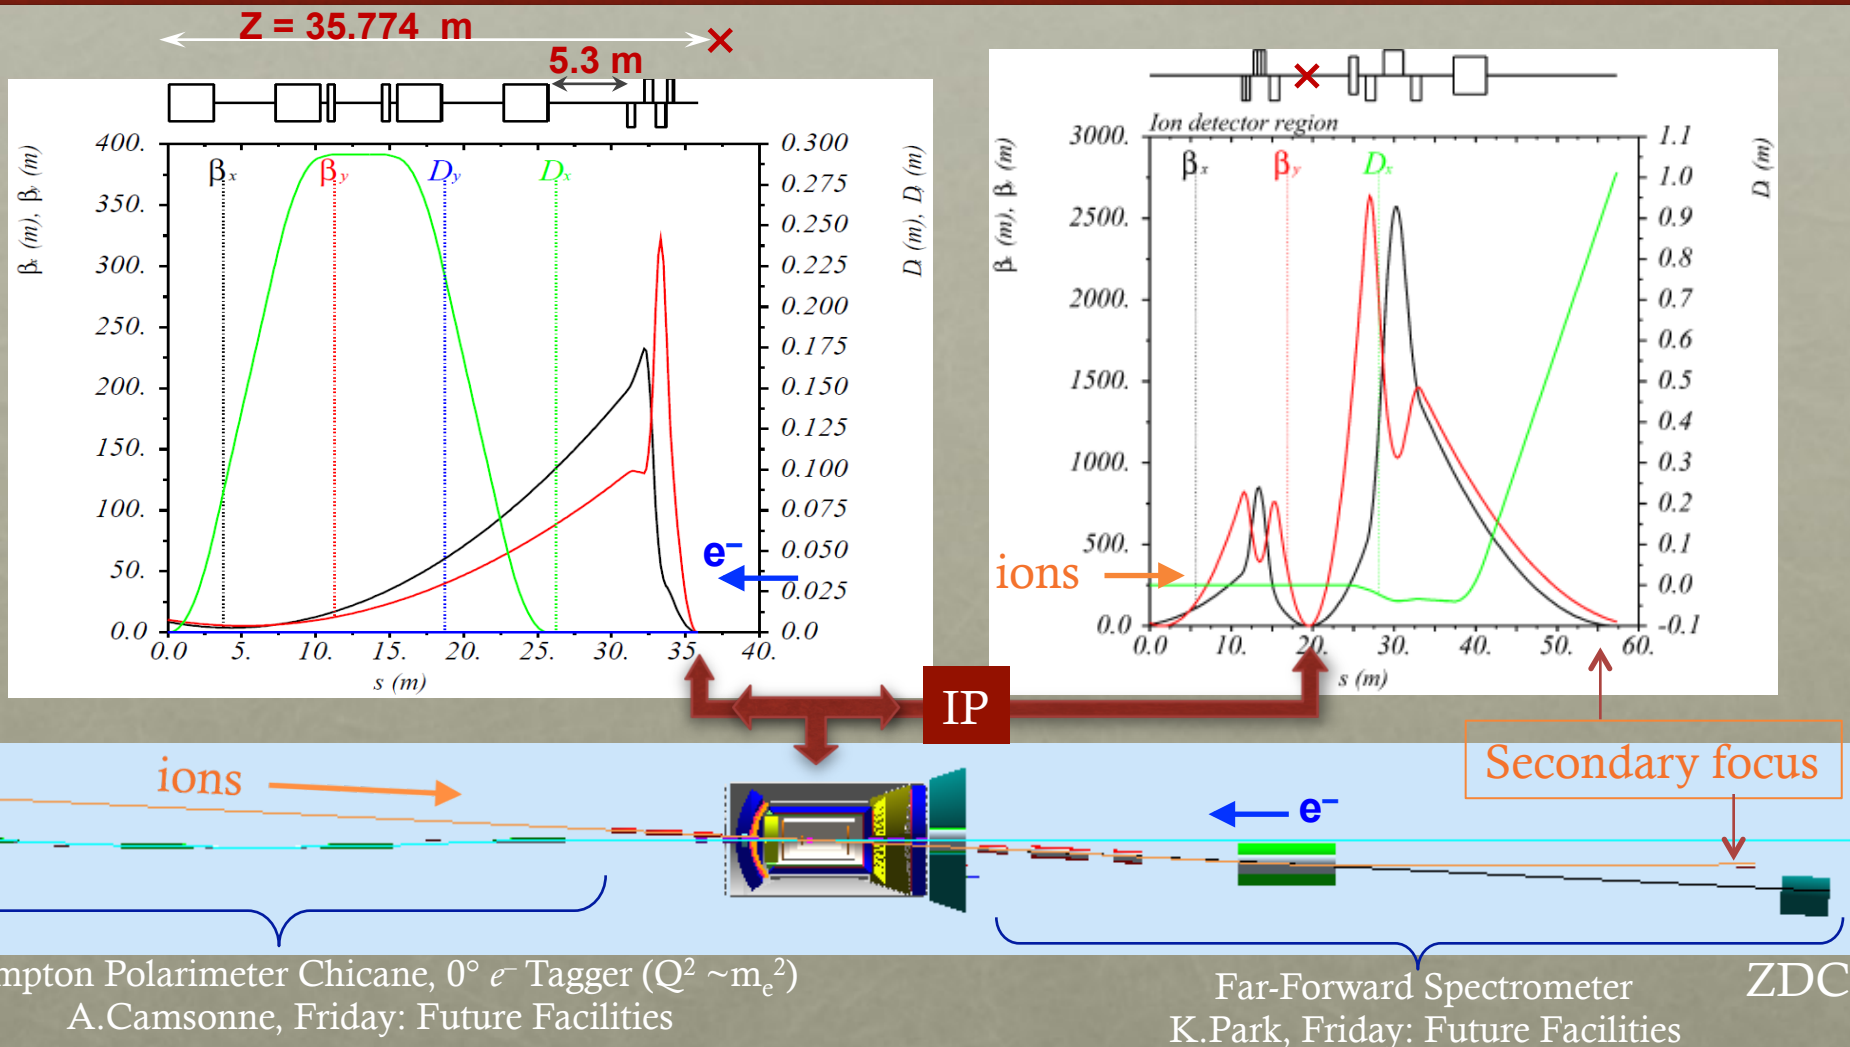 Z = 35.774 m
5.3 m
400.
350.
300.
250.
200.
150.
100.
50.
0.0
βx (m), βy (m)
βx
βy
Dy
Dx
0.300
0.275
0.250
0.225
0.200
0.175
0.150
0.125
0.100
0.075
0.050
0.025
0.0
Dx (m), Dy (m)
e−
0.0 5. 10. 15. 20. 25. 30. 35. 40.
s (m)
Ion detector region
3000.
2500.
2000.
1500.
1000.
500.
0.0
βx (m), βy (m)
βx
βy
Dx
1.1
1.0
0.9
0.8
0.7
0.6
0.5
0.4
0.3
0.2
0.1
0.0
-0.1
D (m)
ions
0.0 10. 20. 30. 40. 50. 60.
s (m)
IP
Secondary focus
ions
e−
mpton Polarimeter Chicane, 0° e− Tagger (Q2 ~me2)
A.Camsonne, Friday: Future Facilities
Far-Forward Spectrometer
K.Park, Friday: Future Facilities
ZDC